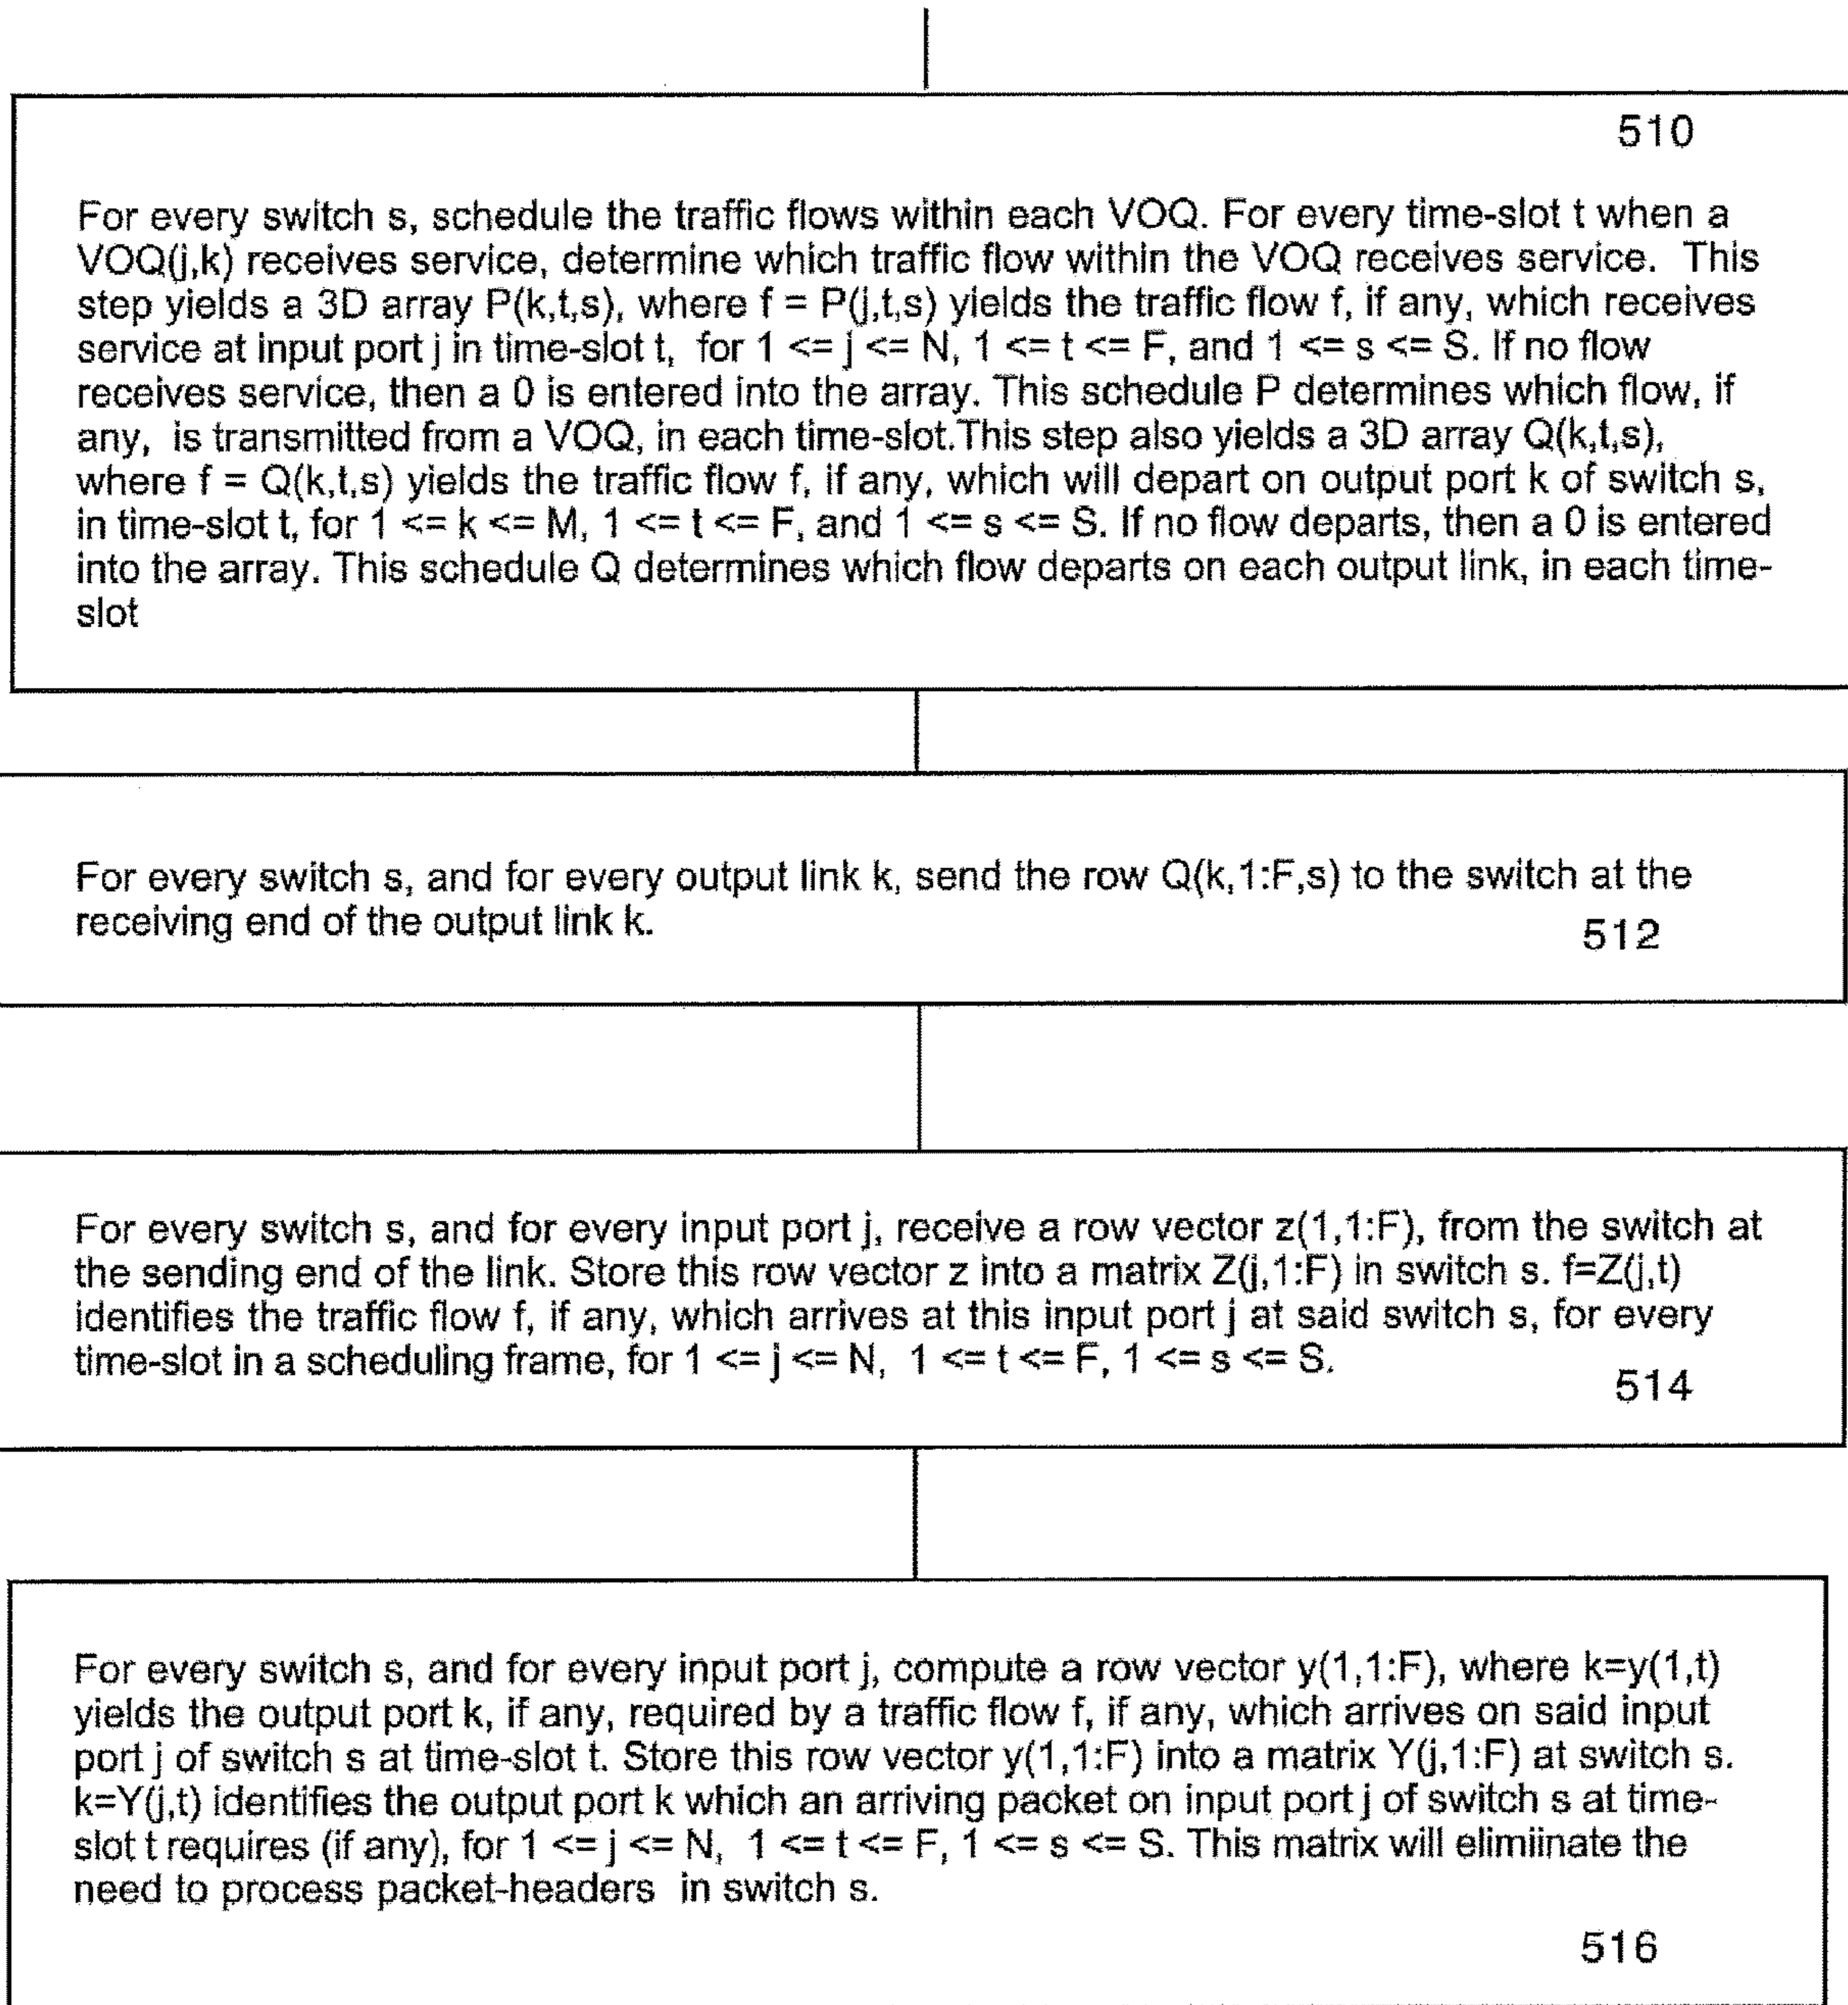 510
For every switch s, schedule the traffic flows within each VOQ. For every time-slot t when a
VOQ(j,k) receives service, determine which traffic flow within the VOQ receives service. This
step yields a 3D array P(k,t,s), where f = P(j,t,s) yields the traffic flow f, if any, which receives
service at input port j in time-slot t, for 1 <= j <= N, 1 <= t <= F, and 1 <= s <= S. If no flow
receives service, then a 0 is entered into the array. This schedule P determines which flow, if
any, is transmitted from a VOQ, in each time-slot.This step also yields a 3D array Q(k,t,s),
where f = Q(k,t,s) yields the traffic flow f, if any, which will depart on output port k of switch s,
in time-slot t, for 1 <= k <= M, 1 <= t <= F, and 1 <= s <= S. If no flow departs, then a 0 is entered
into the array. This schedule Q determines which flow departs on each output link, in each time-
slot
For every switch s, and for every output link k, send the row Q(k,1:F,s) to the switch at the
receiving end of the output link k.
512
For every switch s, and for every input port j, receive a row vector z(1,1:F), from the switch at
the sending end of the link. Store this row vector z into a matrix Z(j,1:F) in switch s. f=Z(j,t)
identifies the traffic flow f, if any, which arrives at this input port j at said switch s, for every
time-slot in a scheduling frame, for 1 <= j <= N, 1 <= t <= F, 1 <= s <= S.
514
For every switch s, and for every input port j, compute a row vector y(1,1:F), where k=y(1,t)
yields the output port k, if any, required by a traffic flow f, if any, which arrives on said input
port j of switch s at time-slot t. Store this row vector y(1,1:F) into a matrix Y(j,1:F) at switch s.
k=Y(j,t) identifies the output port k which an arriving packet on input port j of switch s at time-
slot t requires (if any), for 1 <= j <= N, 1 <= t <= F, 1 <= s <= S. This matrix will elimiinate the
need to process packet-headers in switch s.
516